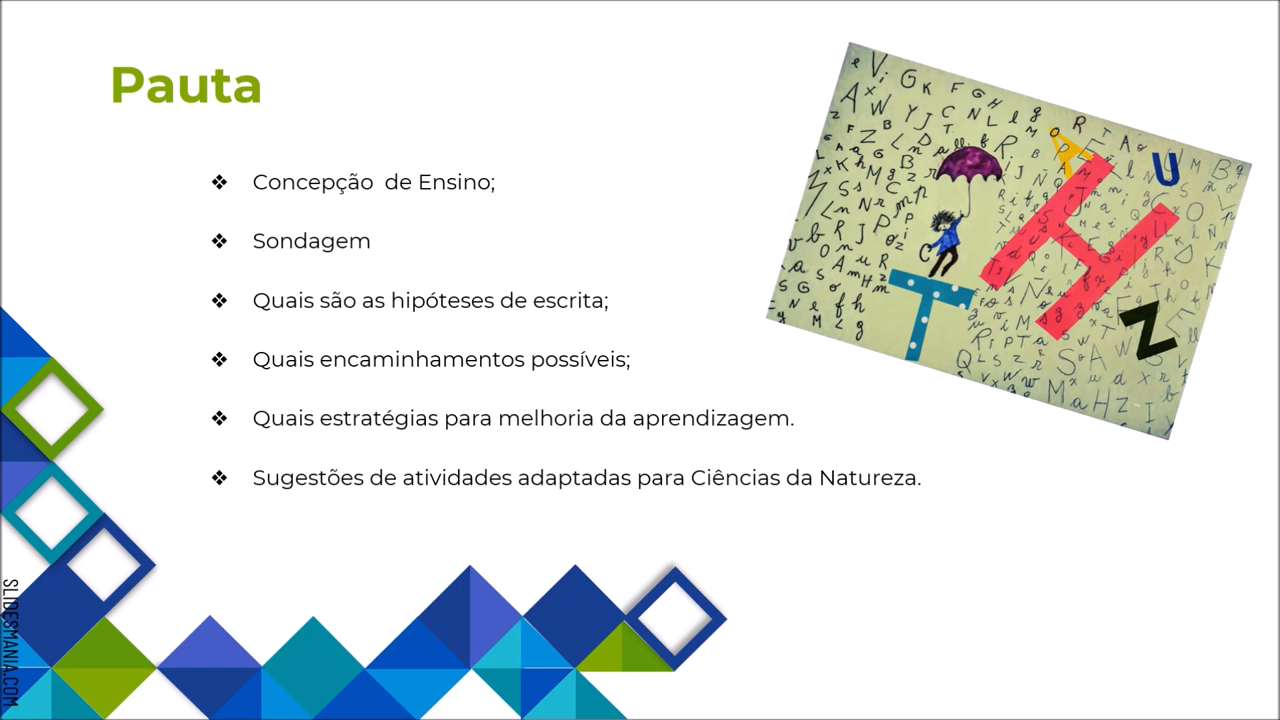 Pauta
❖ Concepção de Ensino;
❖ Sondagem
❖ Quais são as hipóteses de escrita;
❖ Quais encaminhamentos possíveis;
❖ Quais estratégias para melhoria da aprendizagem.
❖ Sugestões de atividades adaptadas para Ciências da Natureza.
SLIDESMANIA.COM